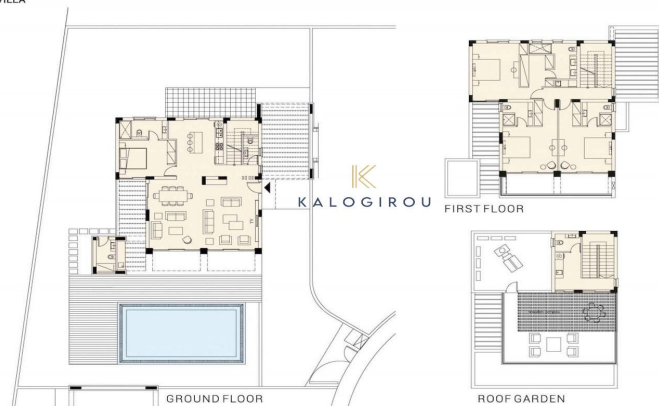 VILLA
KALOGIROU
FIRST FLOOR
GROUND FLOOR
ROOF GARDEN